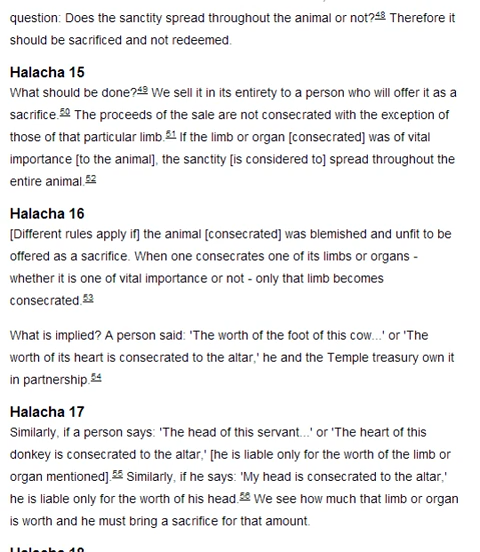 question: Does the sanctity spread throughout the animal or not?48 Therefore it
should be sacrificed and not redeemed.
Halacha 15
What should be done?49 We sell it in its entirety to a person who will offer it as a
sacrifice.50 The proceeds of the sale are not consecrated with the exception of
those of that particular limb.51 If the limb or organ [consecrated] was of vital
importance [to the animal], the sanctity [is considered to] spread throughout the
entire animal.52
Halacha 16
[Different rules apply if] the animal [consecrated] was blemished and unfit to be
offered as a sacrifice. When one consecrates one of its limbs or organs -
whether it is one of vital importance or not - only that limb becomes
consecrated.53
What is implied? A person said: 'The worth of the foot of this cow...' or 'The
worth of its heart is consecrated to the altar,' he and the Temple treasury own it
in partnership.54
Halacha 17
Similarly, if a person says: 'The head of this servant...' or 'The heart of this
donkey is consecrated to the altar,' [he is liable only for the worth of the limb or
organ mentioned].55 Similarly, if he says: 'My head is consecrated to the altar,'
he is liable only for the worth of his head.56 We see how much that limb or organ
is worth and he must bring a sacrifice for that amount.
Halacha 18